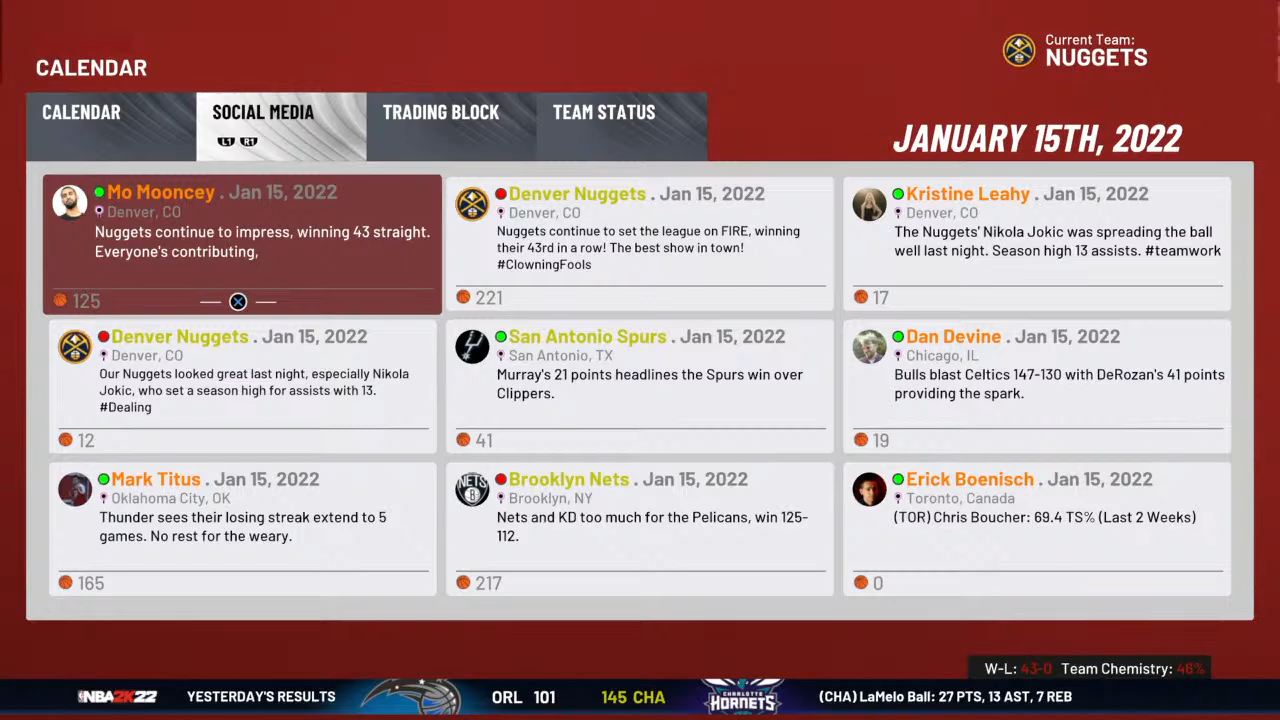 Current Team:
NUGGETS
CALENDAR
CALENDAR
SOCIAL MEDIA
TRADING BLOCK
TEAM STATUS
L1 R1
JANUARY 15TH, 2022
Mo Mooncey . Jan 15, 2022
Denver, CO
Nuggets continue to impress, winning 43 straight.
Everyone's contributing,
125
Denver Nuggets . Jan 15, 2022
Denver, CO
Nuggets continue to set the league on FIRE, winning
their 43rd in a row! The best show in town!
#ClowningFools
221
Kristine Leahy . Jan 15, 2022
Denver, CO
The Nuggets' Nikola Jokic was spreading the ball
well last night. Season high 13 assists. #teamwork
17
Denver Nuggets . Jan 15, 2022
Denver, CO
Our Nuggets looked great last night, especially Nikola
Jokic, who set a season high for assists with 13.
#Dealing
12
San Antonio Spurs . Jan 15, 2022
San Antonio, TX
Murray's 21 points headlines the Spurs win over
Clippers.
41
Dan Devine . Jan 15, 2022
Chicago, IL
Bulls blast Celtics 147-130 with DeRozan's 41 points
providing the spark.
19
Mark Titus . Jan 15, 2022
Oklahoma City, OK
Thunder sees their losing streak extend to 5
games. No rest for the weary.
165
NETS
B
Brooklyn Nets . Jan 15, 2022
Brooklyn, NY
Nets and KD too much for the Pelicans, win 125-
112.
217
Erick Boenisch . Jan 15, 2022
Toronto, Canada
(TOR) Chris Boucher: 69.4 TS% (Last 2 Weeks)
0
W-L: 43-0 Team Chemistry: 46%
NBA2K22 YESTERDAY'S RESULTS ORL 101 145 CHA CHARLOTTE HORNETS (CHA) LaMelo Ball: 27 PTS, 13 AST, 7 REB